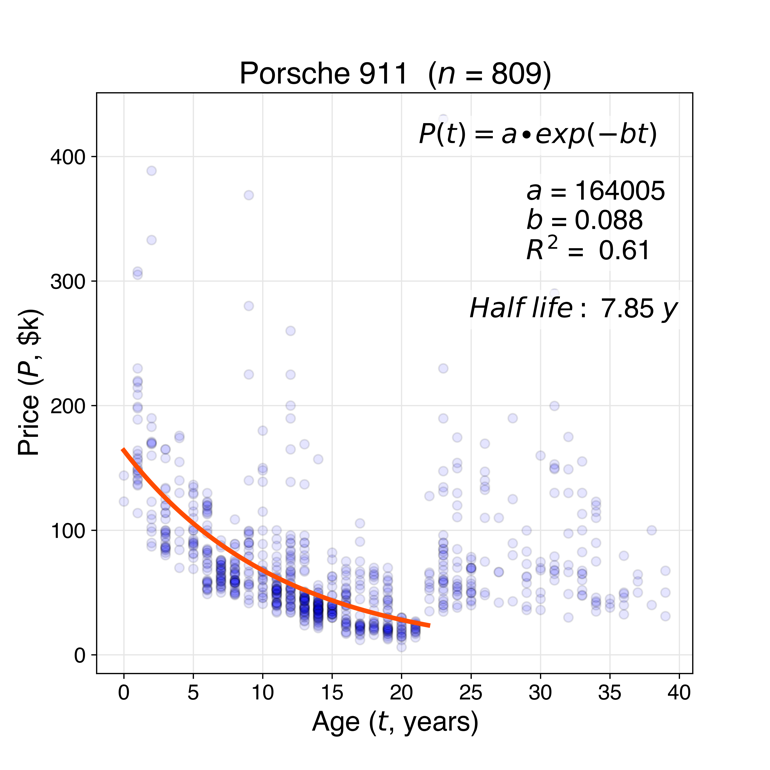 Porsche 911 (n = 809)
P(t) = a•exp(−bt)
a = 164005
b = 0.088
R² = 0.61
Half life : 7.85 y
Price (P, $k)
400
300
200
100
0
0 5 10 15 20 25 30 35 40
Age (t, years)